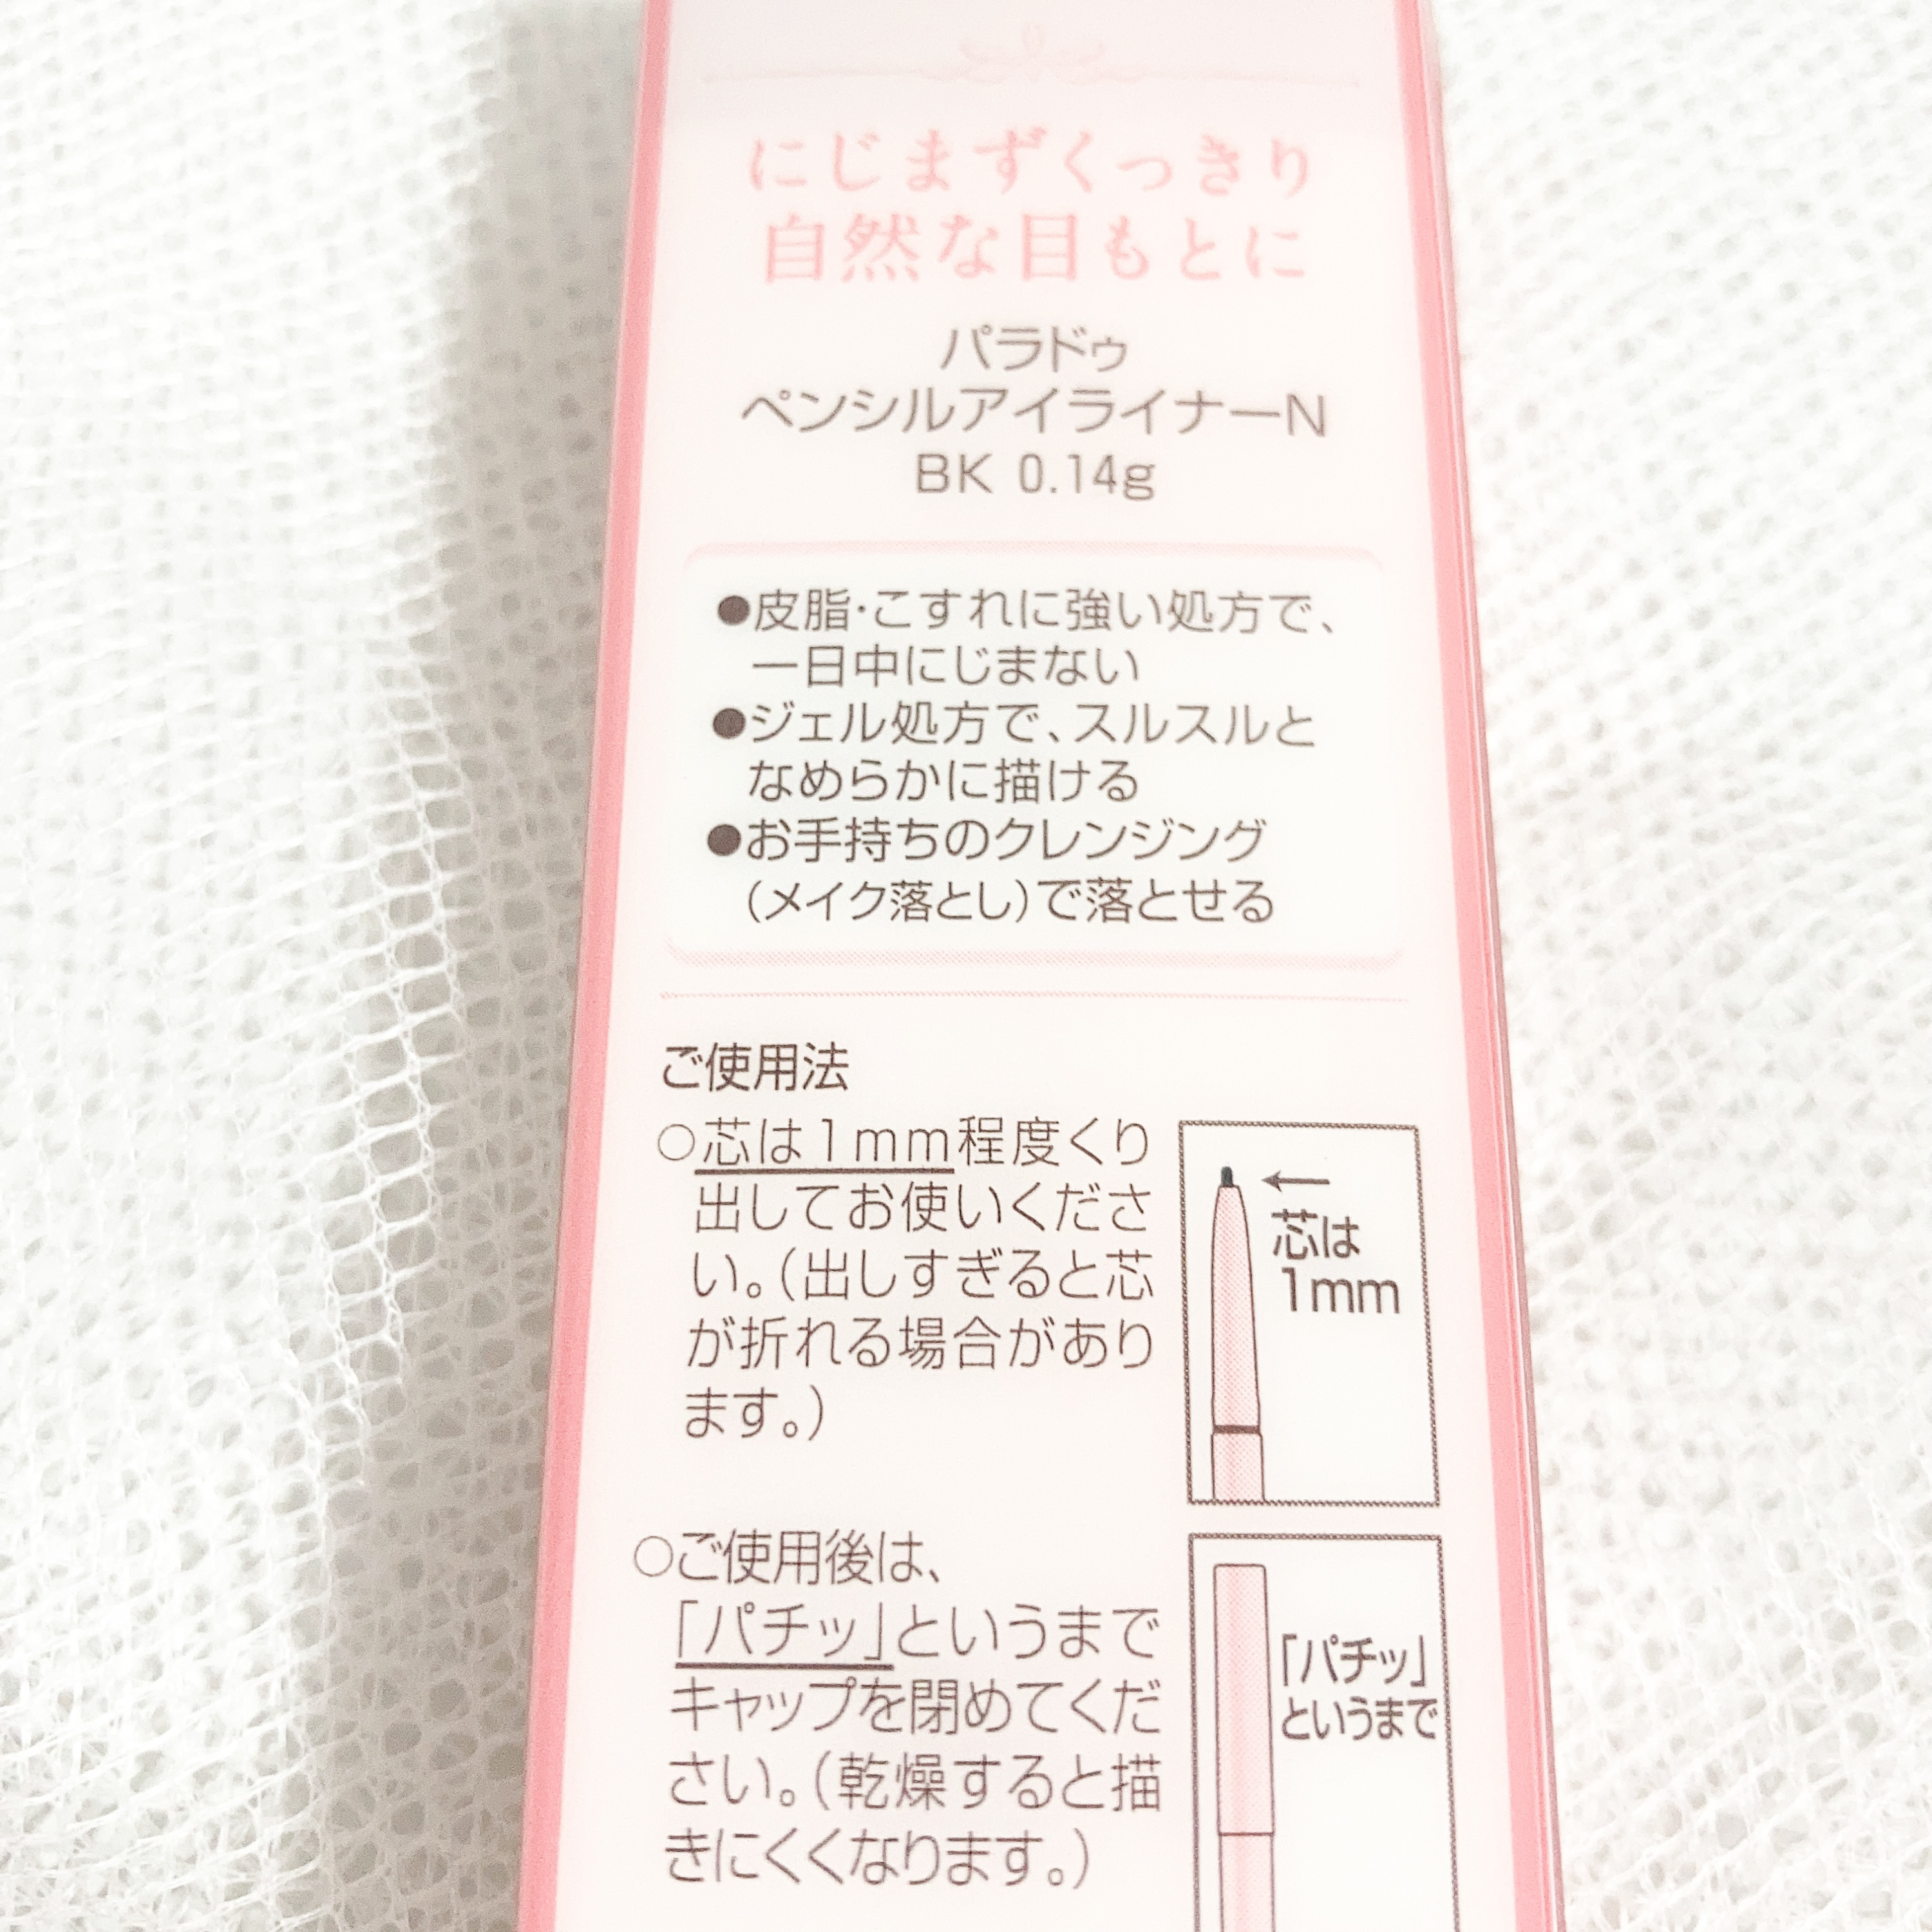 にじまずくっきり
自然な目もとに
パラドゥ
ペンシルアイライナーN
BK 0.14g
●皮脂・こすれに強い処方で、
一日中にじまない
●ジェル処方で、スルスルと
なめらかに描ける
●お手持ちのクレンジング
(メイク落とし)で落とせる
ご使用法
○芯は1mm程度くり
出してお使いくださ
い。(出しすぎると芯
が折れる場合があり
ます。)
芯は
1mm
○ご使用後は、
「パチッ」というまで
キャップを閉めてくだ
さい。(乾燥すると描
きにくくなります。)
「パチッ」
というまで